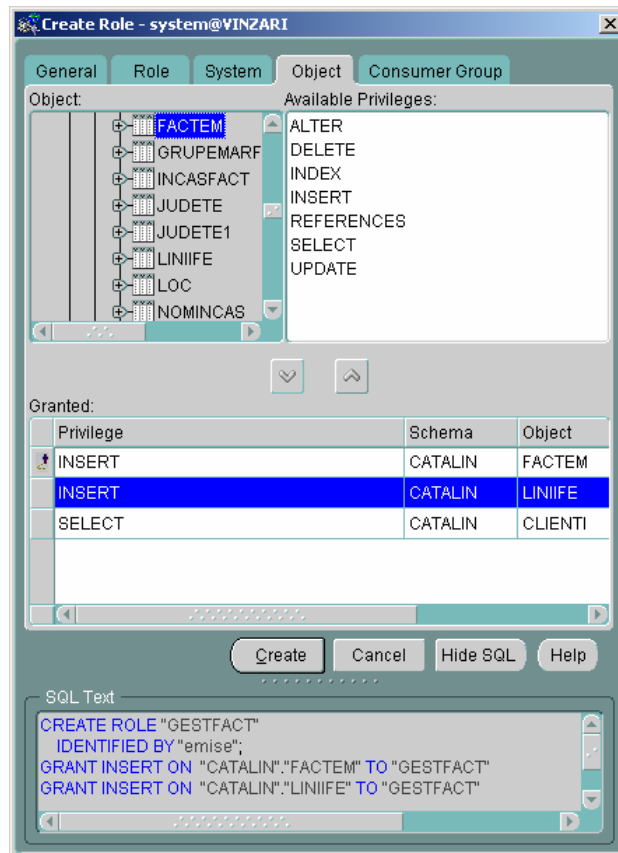 Create Role - system@VINZARI
General Role System Object Consumer Group
Object: Available Privileges:
FACTEM
GRUPEMARF
INCASFACT
JUDETE
JUDETE1
LINIIFE
LOC
NOMINCAS
ALTER
DELETE
INDEX
INSERT
REFERENCES
SELECT
UPDATE
Granted:
Privilege Schema Object
INSERT CATALIN FACTEM
INSERT CATALIN LINIIFE
SELECT CATALIN CLIENTI
Create Cancel Hide SQL Help
SQL Text
CREATE ROLE "GESTFACT"
IDENTIFIED BY "emise";
GRANT INSERT ON "CATALIN"."FACTEM" TO "GESTFACT"
GRANT INSERT ON "CATALIN"."LINIIFE" TO "GESTFACT"